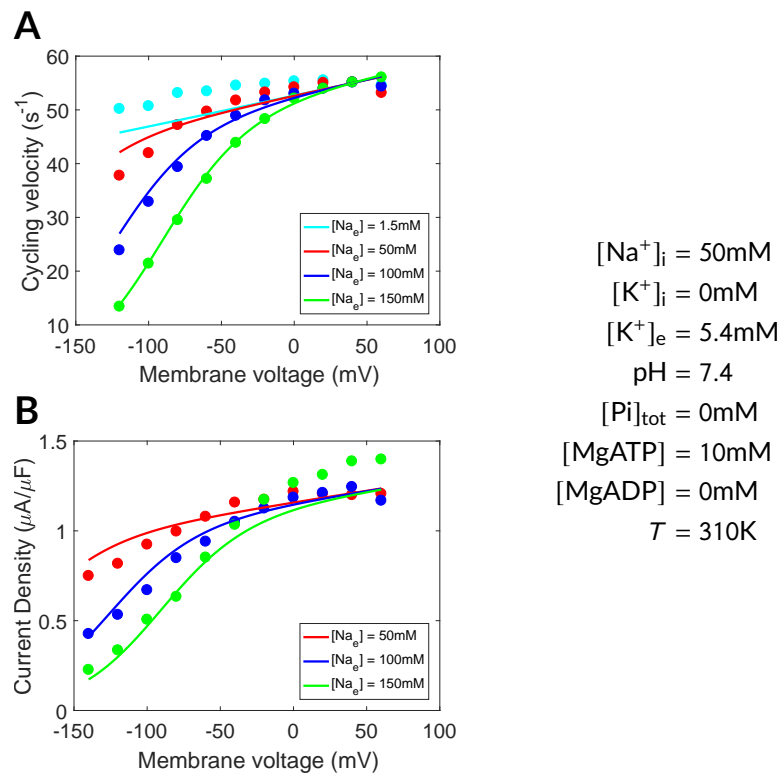 A
60
50
40
30
20
10
Cycling velocity (s⁻¹)
-150 -100 -50 0 50 100
Membrane voltage (mV)
[Naₑ] = 1.5mM
[Naₑ] = 50mM
[Naₑ] = 100mM
[Naₑ] = 150mM
B
1.5
1
0.5
0
Current Density (μA/μF)
-150 -100 -50 0 50 100
Membrane voltage (mV)
[Naₑ] = 50mM
[Naₑ] = 100mM
[Naₑ] = 150mM
[Na⁺]ᵢ = 50mM
[K⁺]ᵢ = 0mM
[K⁺]ₑ = 5.4mM
pH = 7.4
[Pi]ₜₒₜ = 0mM
[MgATP] = 10mM
[MgADP] = 0mM
T = 310K